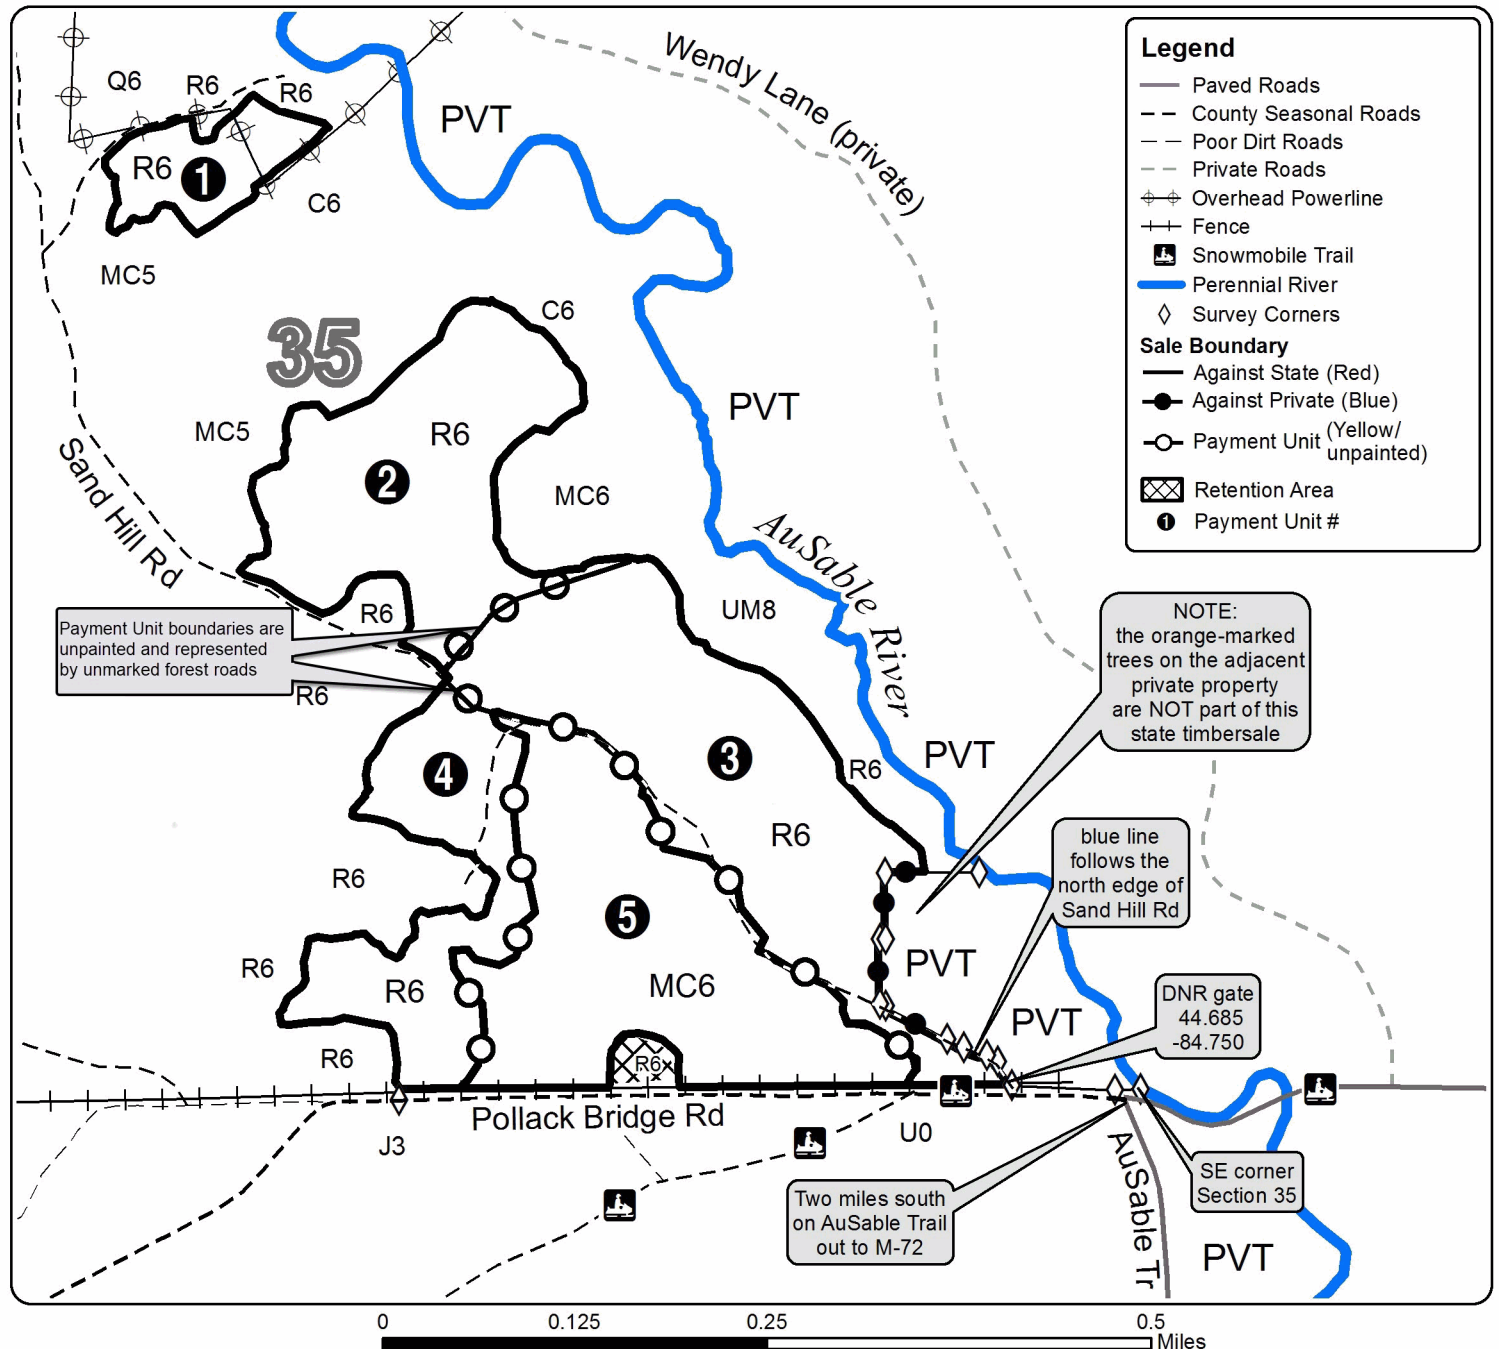 Legend
Paved Roads
County Seasonal Roads
Poor Dirt Roads
Private Roads
Overhead Powerline
Fence
Snowmobile Trail
Perennial River
Survey Corners
Sale Boundary
Against State (Red)
Against Private (Blue)
Payment Unit (Yellow/
unpainted)
Retention Area
1 Payment Unit #
Q6
R6
R6
R6
1
C6
MC5
PVT
Wendy Lane (private)
35
C6
MC5
R6
2
MC6
PVT
Sand Hill Rd
AuSable River
R6
UM8
Payment Unit boundaries are
unpainted and represented
by unmarked forest roads
R6
NOTE:
the orange-marked
trees on the adjacent
private property
are NOT part of this
state timbersale
4
3
R6
PVT
R6
blue line
follows the
north edge of
Sand Hill Rd
R6
5
PVT
R6
R6
MC6
DNR gate
44.685
-84.750
PVT
R6
R6
Pollack Bridge Rd
J3
U0
AuSable Tr
SE corner
Section 35
Two miles south
on AuSable Trail
out to M-72
PVT
0 0.125 0.25 0.5
Miles